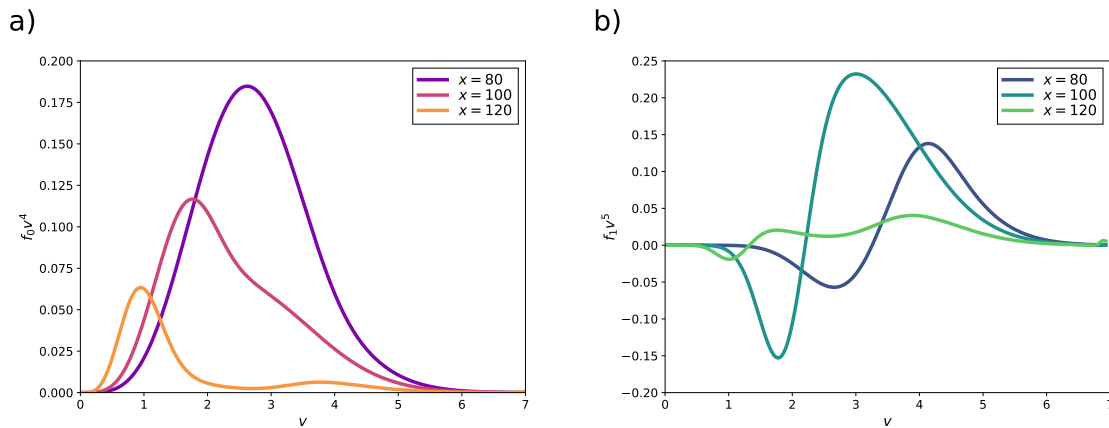 a)
b)
0.200
0.175
0.150
0.125
0.100
0.075
0.050
0.025
0.000
f₀v⁴
0 1 2 3 4 5 6 7
v
x = 80
x = 100
x = 120
0.25
0.20
0.15
0.10
0.05
0.00
−0.05
−0.10
−0.15
−0.20
f₁v⁵
0 1 2 3 4 5 6 7
v
x = 80
x = 100
x = 120